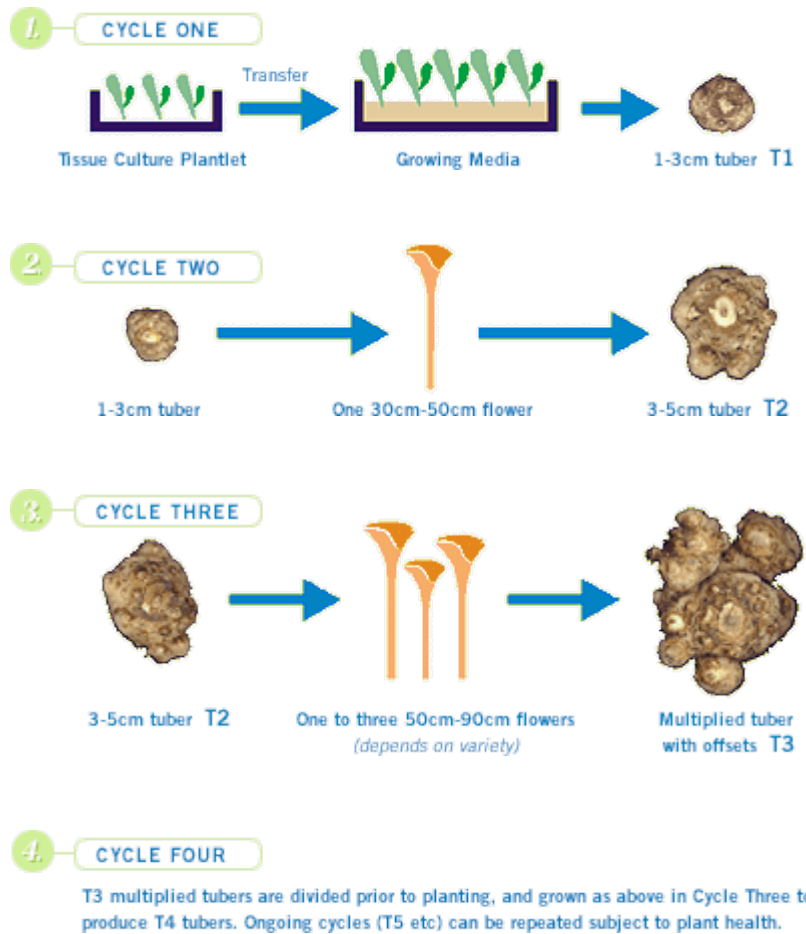 1. CYCLE ONE
Transfer
Tissue Culture Plantlet
Growing Media
1-3cm tuber T1
2. CYCLE TWO
1-3cm tuber
One 30cm-50cm flower
3-5cm tuber T2
3. CYCLE THREE
3-5cm tuber T2
One to three 50cm-90cm flowers
(depends on variety)
Multiplied tuber
with offsets T3
4. CYCLE FOUR
T3 multiplied tubers are divided prior to planting, and grown as above in Cycle Three to
produce T4 tubers. Ongoing cycles (T5 etc) can be repeated subject to plant health.